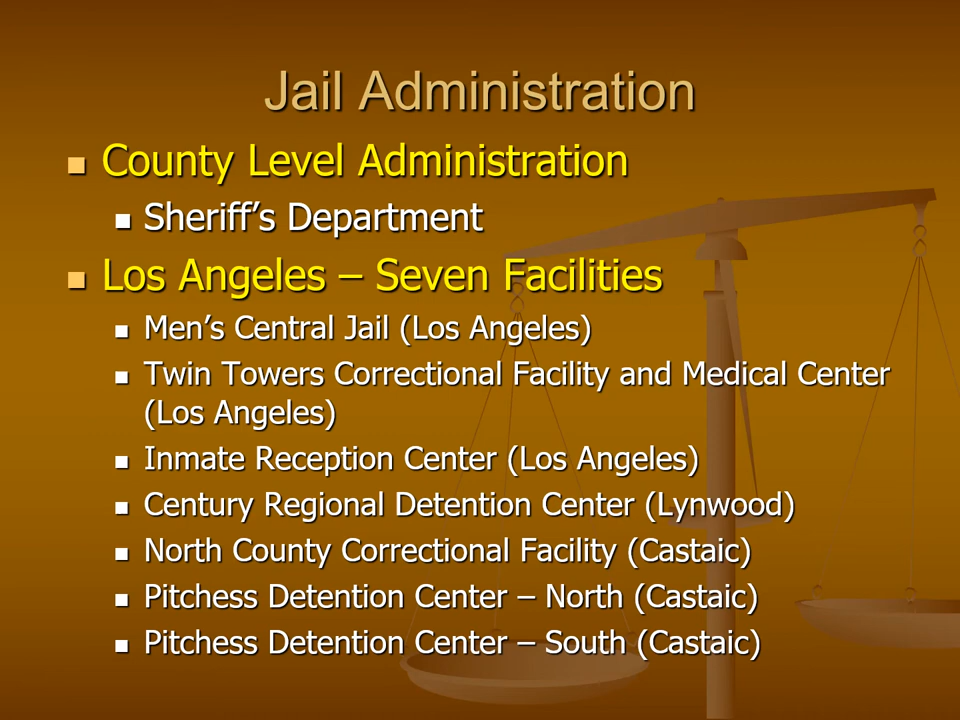 Jail Administration
County Level Administration
Sheriff’s Department
Los Angeles – Seven Facilities
Men’s Central Jail (Los Angeles)
Twin Towers Correctional Facility and Medical Center
(Los Angeles)
Inmate Reception Center (Los Angeles)
Century Regional Detention Center (Lynwood)
North County Correctional Facility (Castaic)
Pitchess Detention Center – North (Castaic)
Pitchess Detention Center – South (Castaic)